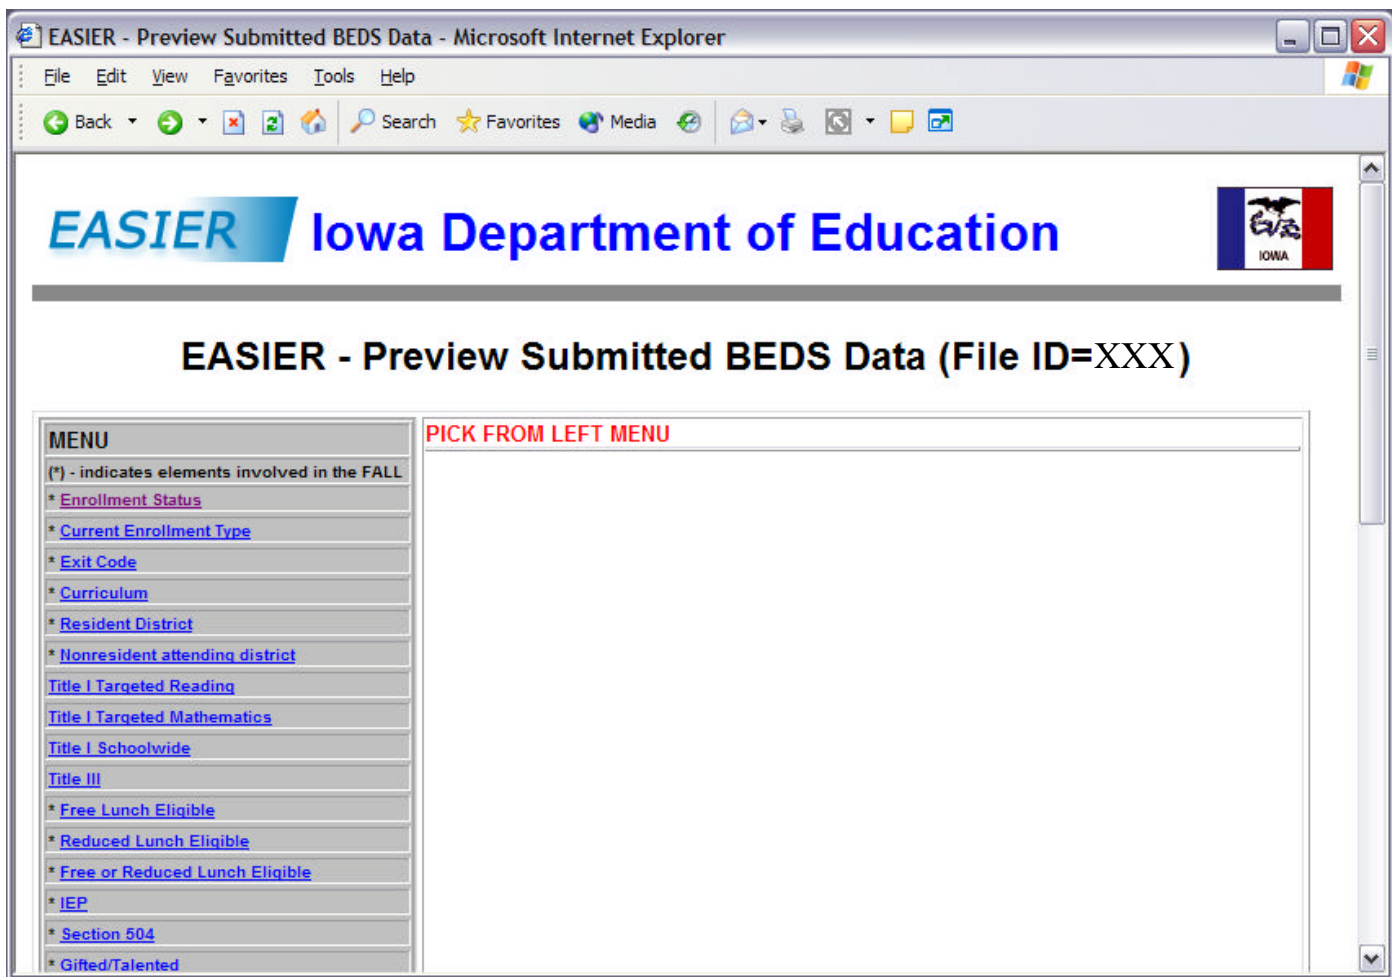 EASIER - Preview Submitted BEDS Data - Microsoft Internet Explorer
File Edit View Favorites Tools Help
Back Search Favorites Media
EASIER Iowa Department of Education
IOWA
EASIER - Preview Submitted BEDS Data (File ID=XXX)
MENU
(*) - indicates elements involved in the FALL
* Enrollment Status
* Current Enrollment Type
* Exit Code
* Curriculum
* Resident District
* Nonresident attending district
Title I Targeted Reading
Title I Targeted Mathematics
Title I Schoolwide
Title III
* Free Lunch Eligible
* Reduced Lunch Eligible
* Free or Reduced Lunch Eligible
* IEP
* Section 504
* Gifted/Talented
PICK FROM LEFT MENU